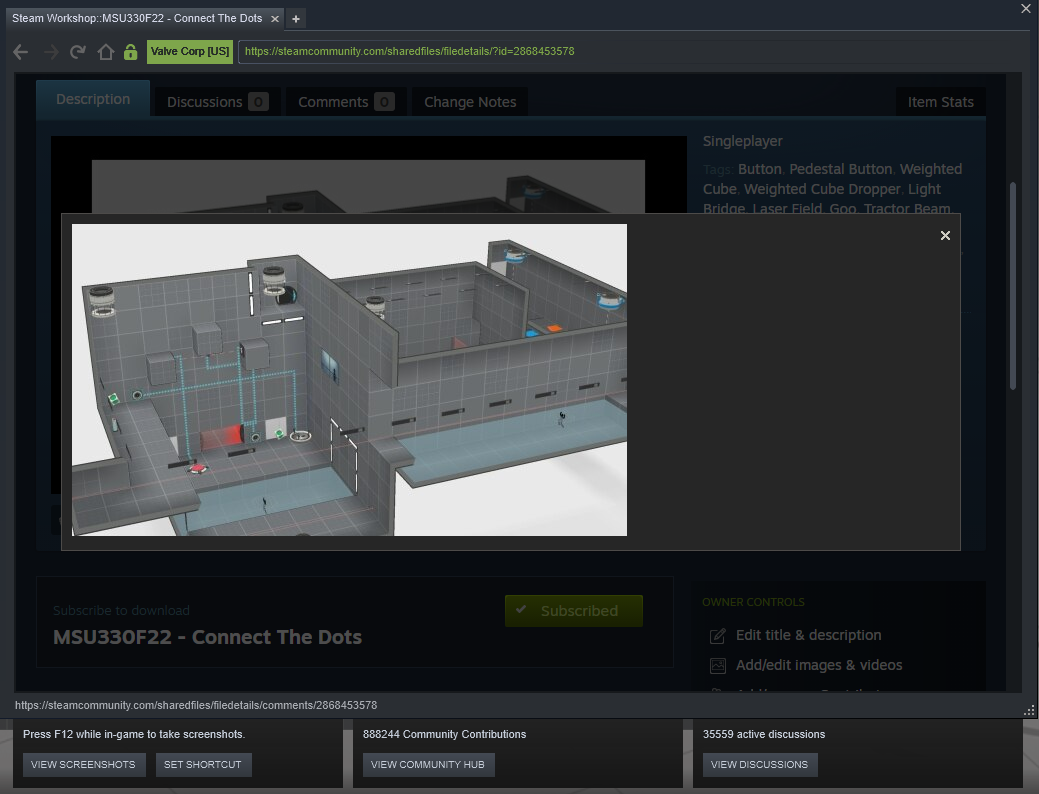 Steam Workshop::MSU330F22 - Connect The Dots
Valve Corp [US]
https://steamcommunity.com/sharedfiles/filedetails/?id=2868453578
Description
Discussions 0
Comments 0
Change Notes
Item Stats
Singleplayer
Tags: Button, Pedestal Button, Weighted
Cube, Weighted Cube Dropper, Light
Bridge, Laser Field, Goo, Tractor Beam,
Subscribe to download
MSU330F22 - Connect The Dots
Subscribed
OWNER CONTROLS
Edit title & description
Add/edit images & videos
https://steamcommunity.com/sharedfiles/filedetails/comments/2868453578
Press F12 while in-game to take screenshots.
VIEW SCREENSHOTS
SET SHORTCUT
888244 Community Contributions
VIEW COMMUNITY HUB
35559 active discussions
VIEW DISCUSSIONS